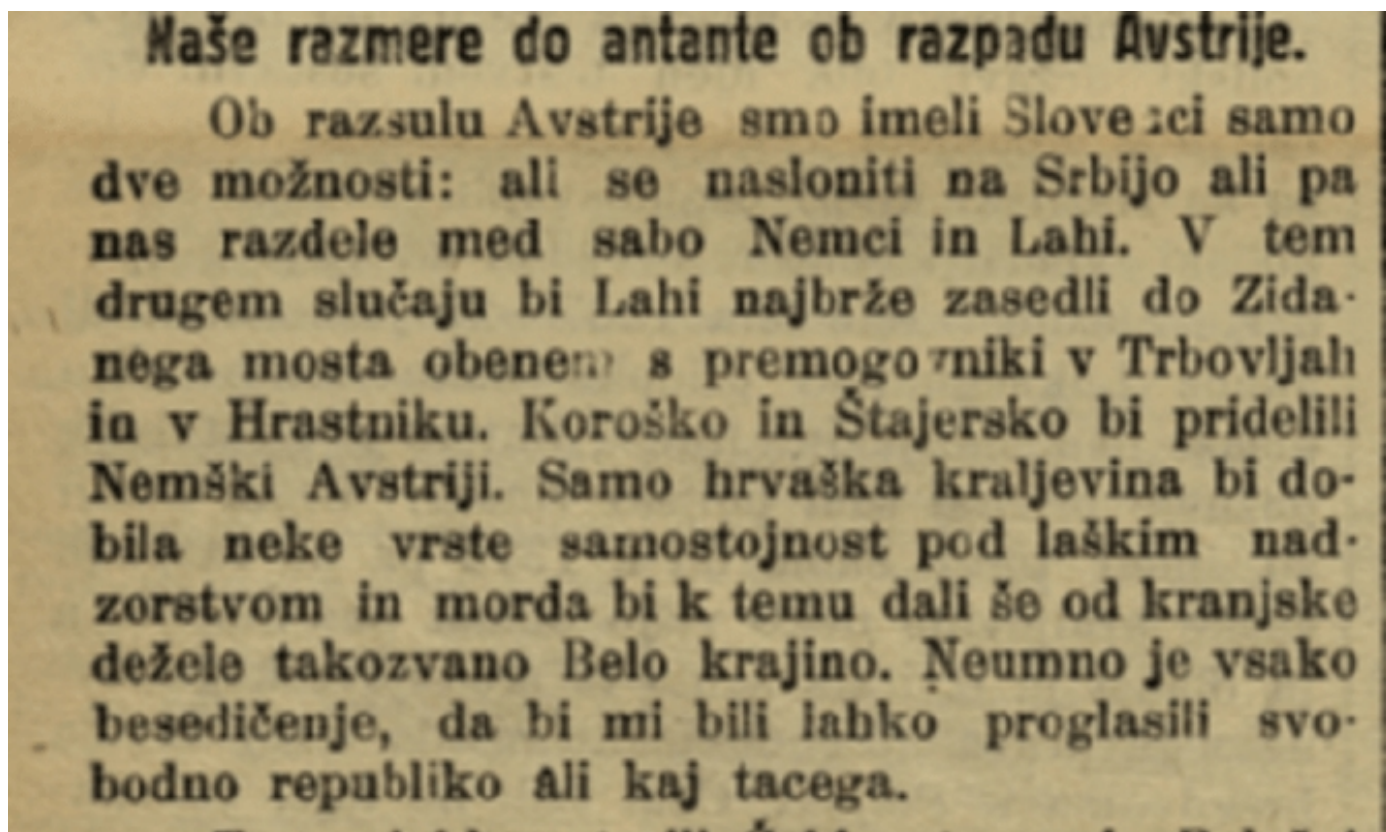 Naše razmere do antante ob razpadu Avstrije.
Ob razsulu Avstrije smo imeli Slovenci samo
dve možnosti: ali se nasloniti na Srbijo ali pa
nas razdele med sabo Nemci in Lahi. V tem
drugem slučaju bi Lahi najbrže zasedli do Zida-
nega mosta obenem s premogovniki v Trbovljah
in v Hrastniku. Koroško in Štajersko bi pridelili
Nemški Avstriji. Samo hrvaška kraljevina bi do-
bila neke vrste samostojnost pod laškim nad-
zorstvom in morda bi k temu dali še od kranjske
dežele takozvano Belo krajino. Neumno je vsako
besedičenje, da bi mi bili lahko proglasili svo-
bodno republiko ali kaj tacega.